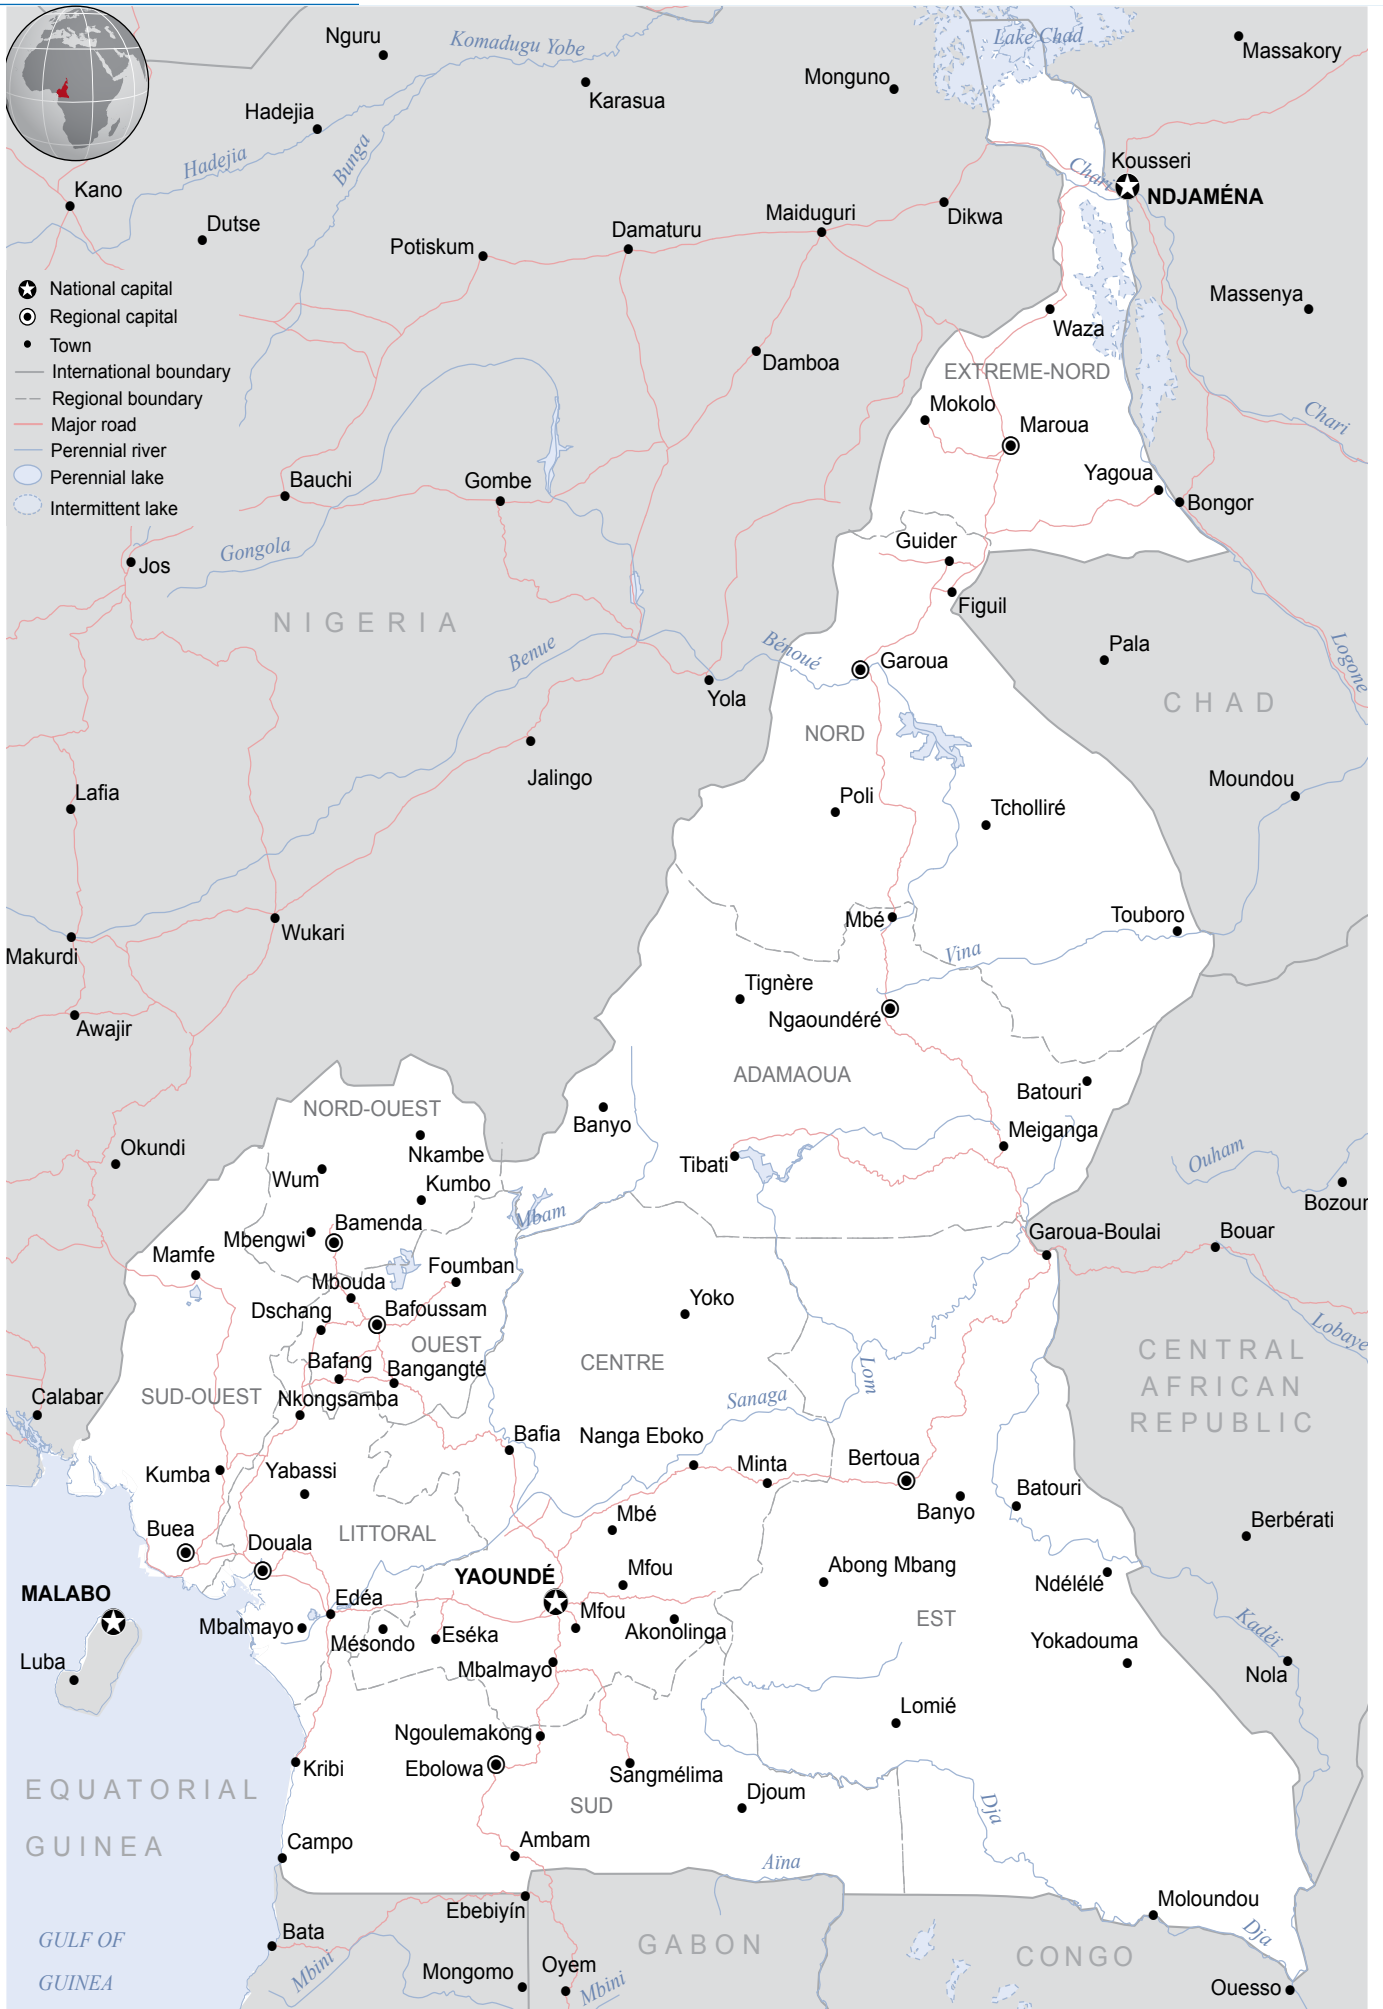 Nguru
Komadugu Yobe
Lake Chad
Massakory
Monguno
Karasua
Hadejia
Bunga
Hadejia
Kousseri
Chari
NDJAMÉNA
Kano
Dutse
Dikwa
Maiduguri
Damaturu
Potiskum
National capital
Regional capital
Town
International boundary
Regional boundary
Major road
Perennial river
Perennial lake
Intermittent lake
Massenya
Waza
Damboa
EXTREME-NORD
Mokolo
Maroua
Chari
Yagoua
Bongor
Bauchi
Gombe
Gongola
Jos
Guider
Figuil
NIGERIA
Benue
Bénoué
Garoua
Pala
Logone
Yola
CHAD
NORD
Jalingo
Moundou
Lafia
Poli
Tcholliré
Mbé
Touboro
Wukari
Makurdi
Vina
Tignère
Ngaoundéré
Awajir
ADAMAOUA
Batouri
NORD-OUEST
Banyo
Meiganga
Okundi
Nkambe
Tibati
Ouham
Wum
Kumbo
Bozour
Mbam
Bamenda
Mbengwi
Garoua-Boulai
Bouar
Mamfe
Foumban
Mbouda
Yoko
Dschang
Bafoussam
Lobaye
OUEST
CENTRE
CENTRAL
AFRICAN
REPUBLIC
Bafang
Bangangté
Lom
Sanaga
SUD-OUEST
Nkongsamba
Calabar
Bafia
Nanga Eboko
Bertoua
Kumba
Yabassi
Minta
Banyo
Batouri
Mbé
Berbérati
Buea
Douala
LITTORAL
YAOUNDÉ
Mfou
Abong Mbang
Ndélélé
MALABO
Edéa
Mfou
EST
Kadéï
Mbalmayo
Mésondo
Eséka
Akonolinga
Yokadouma
Luba
Mbalmayo
Nola
Lomié
Ngoulemakong
Kribi
Ebolowa
Sangmélima
EQUATORIAL
GUINEA
SUD
Djoum
Dja
Campo
Ambam
Aïna
Ebebiyín
Moloundou
GULF OF
GUINEA
Bata
GABON
CONGO
Dja
Mbini
Mongomo
Oyem
Mbini
Ouesso